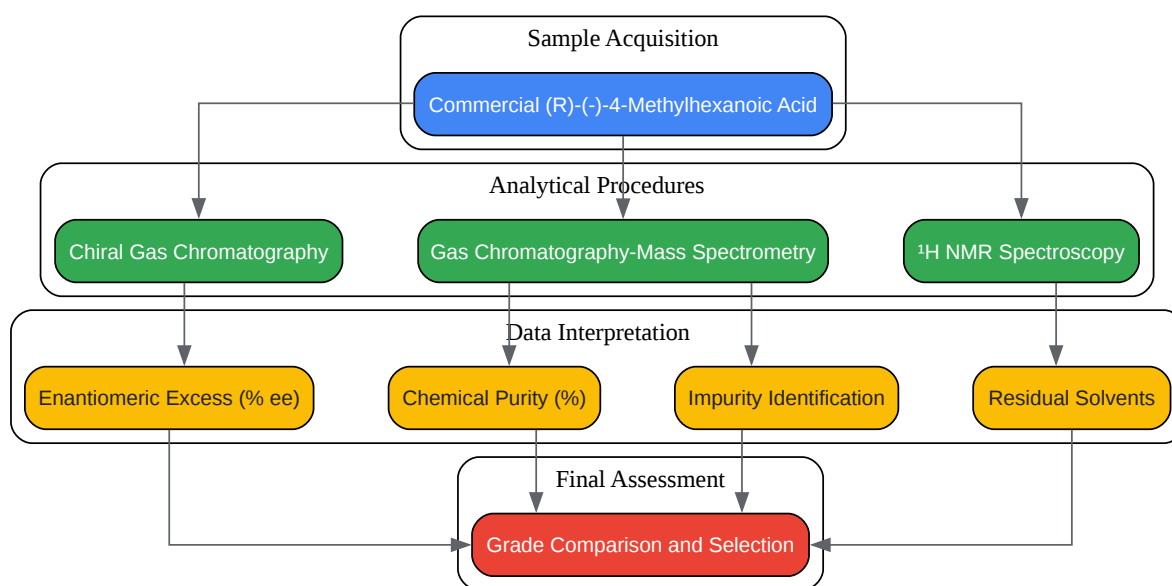 Sample Acquisition
Commercial (R)-(-)-4-Methylhexanoic Acid
Analytical Procedures
Chiral Gas Chromatography
Gas Chromatography-Mass Spectrometry
¹H NMR Spectroscopy
Data Interpretation
Enantiomeric Excess (% ee)
Chemical Purity (%)
Impurity Identification
Residual Solvents
Final Assessment
Grade Comparison and Selection